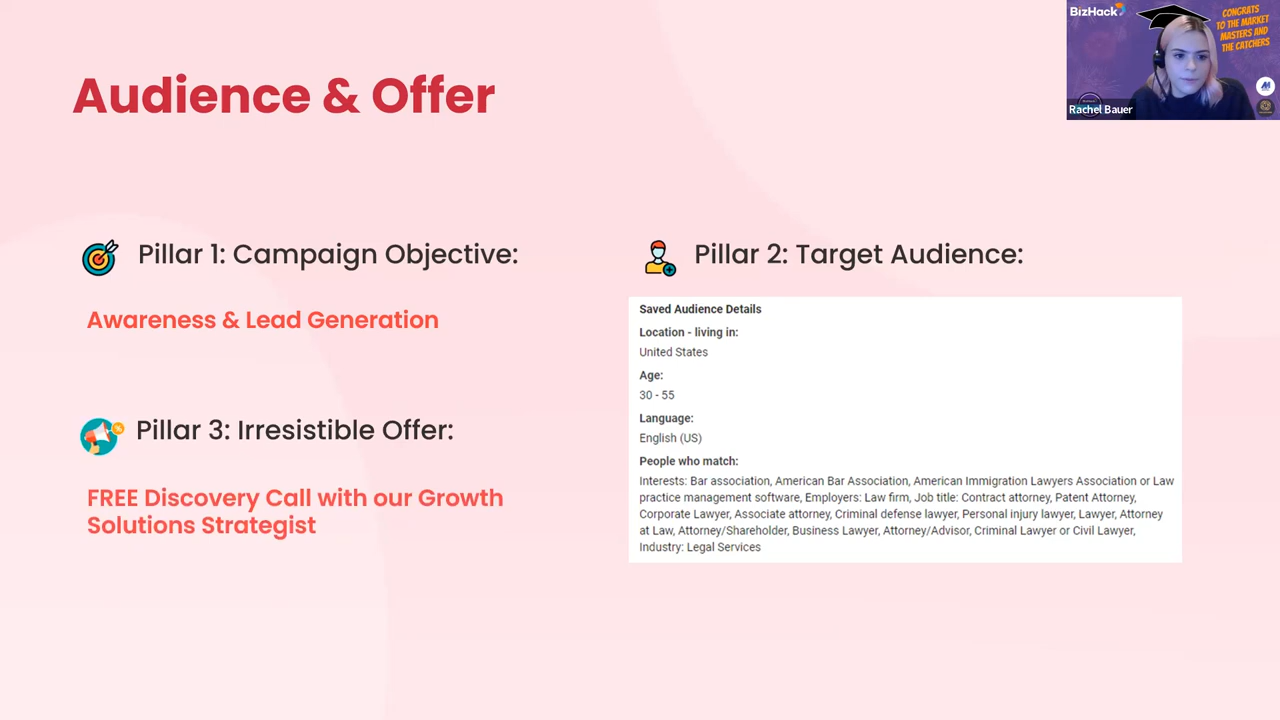 BizHack
CONGRATS
TO THE MARKET
MASTERS AND
THE CATCHERS
Rachel Bauer
Audience & Offer
Pillar 1: Campaign Objective:
Awareness & Lead Generation
Pillar 3: Irresistible Offer:
FREE Discovery Call with our Growth
Solutions Strategist
Pillar 2: Target Audience:
Saved Audience Details
Location - living in:
United States
Age:
30 - 55
Language:
English (US)
People who match:
Interests: Bar association, American Bar Association, American Immigration Lawyers Association or Law
practice management software, Employers: Law firm, Job title: Contract attorney, Patent Attorney,
Corporate Lawyer, Associate attorney, Criminal defense lawyer, Personal injury lawyer, Lawyer, Attorney
at Law, Attorney/Shareholder, Business Lawyer, Attorney/Advisor, Criminal Lawyer or Civil Lawyer,
Industry: Legal Services